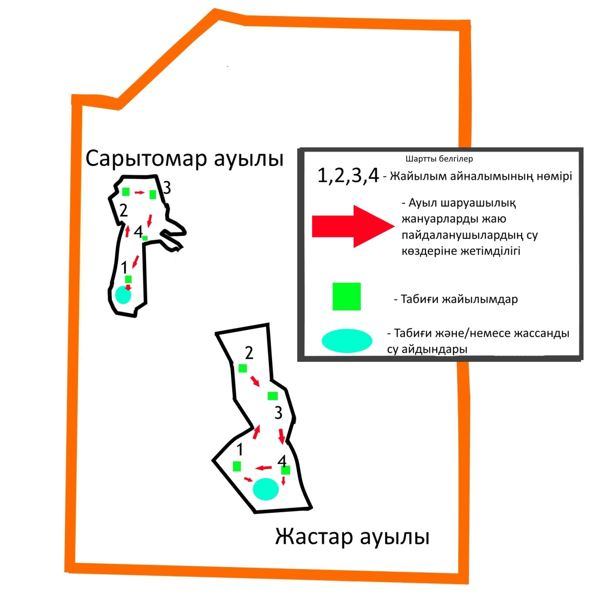 Сарытомар ауылы
3
2
4
1
Шартты белгілер
1,2,3,4 - Жайылым айналымының нөмірі
- Ауыл шаруашылық
жануарларды жаю
пайдаланушылардың су
көздеріне жетімділігі
- Табиғи жайылымдар
- Табиғи және/немесе жассанды
су айдындары
2
3
1
4
Жастар ауылы